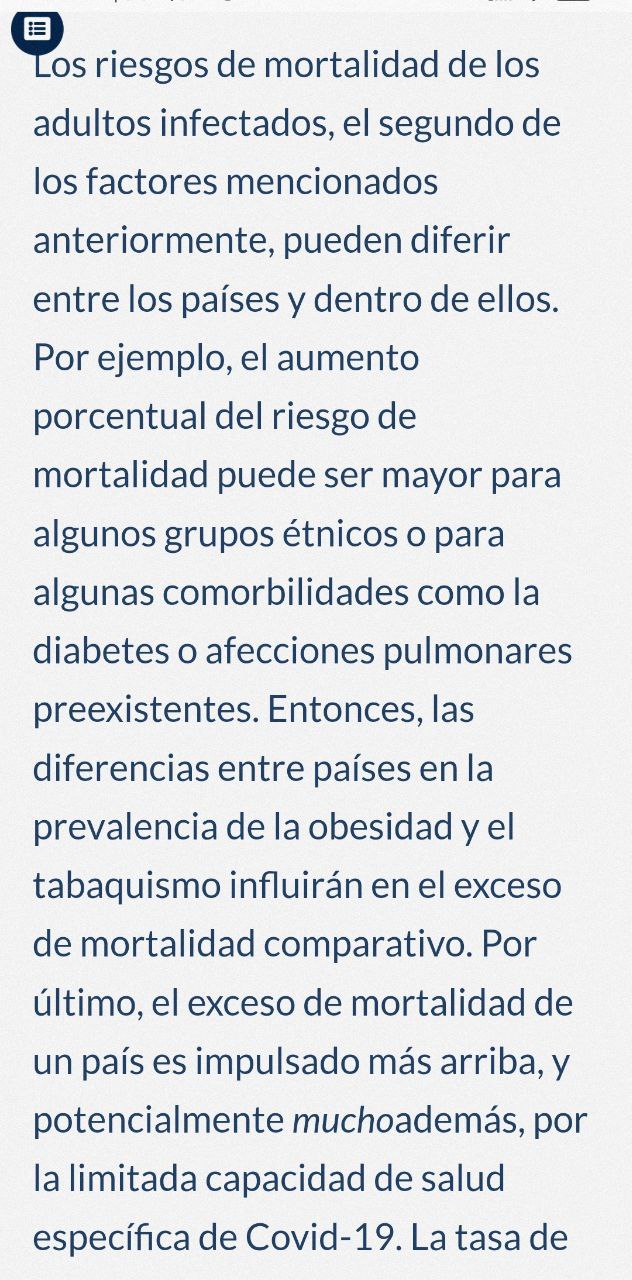 Los riesgos de mortalidad de los
adultos infectados, el segundo de
los factores mencionados
anteriormente, pueden diferir
entre los países y dentro de ellos.
Por ejemplo, el aumento
porcentual del riesgo de
mortalidad puede ser mayor para
algunos grupos étnicos o para
algunas comorbilidades como la
diabetes o afecciones pulmonares
preexistentes. Entonces, las
diferencias entre países en la
prevalencia de la obesidad y el
tabaquismo influirán en el exceso
de mortalidad comparativo. Por
último, el exceso de mortalidad de
un país es impulsado más arriba, y
potencialmente muchoademás, por
la limitada capacidad de salud
específica de Covid-19. La tasa de